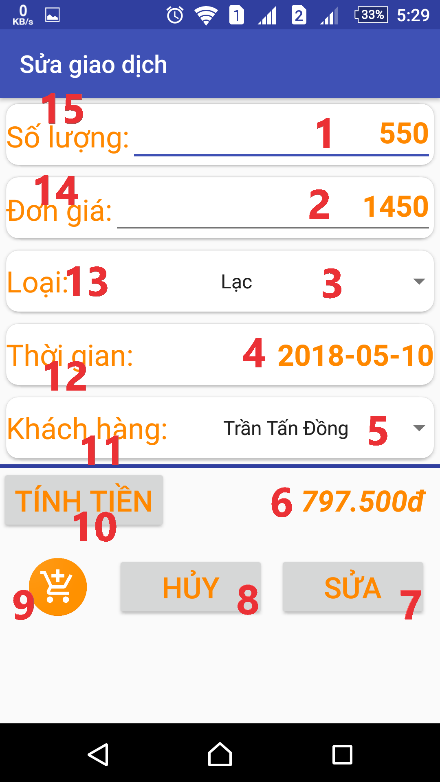 0 KB/s 1 2 33% 5:29
Sửa giao dịch
15
Số lượng: 1 550
14
Đơn giá: 2 1450
Loại: 13 Lạc 3
Thời gian: 4 2018-05-10
12
Khách hàng: Trần Tấn Đồng 5
11
TÍNH TIỀN 6 797.500đ
10
9 HỦY 8 SỬA 7